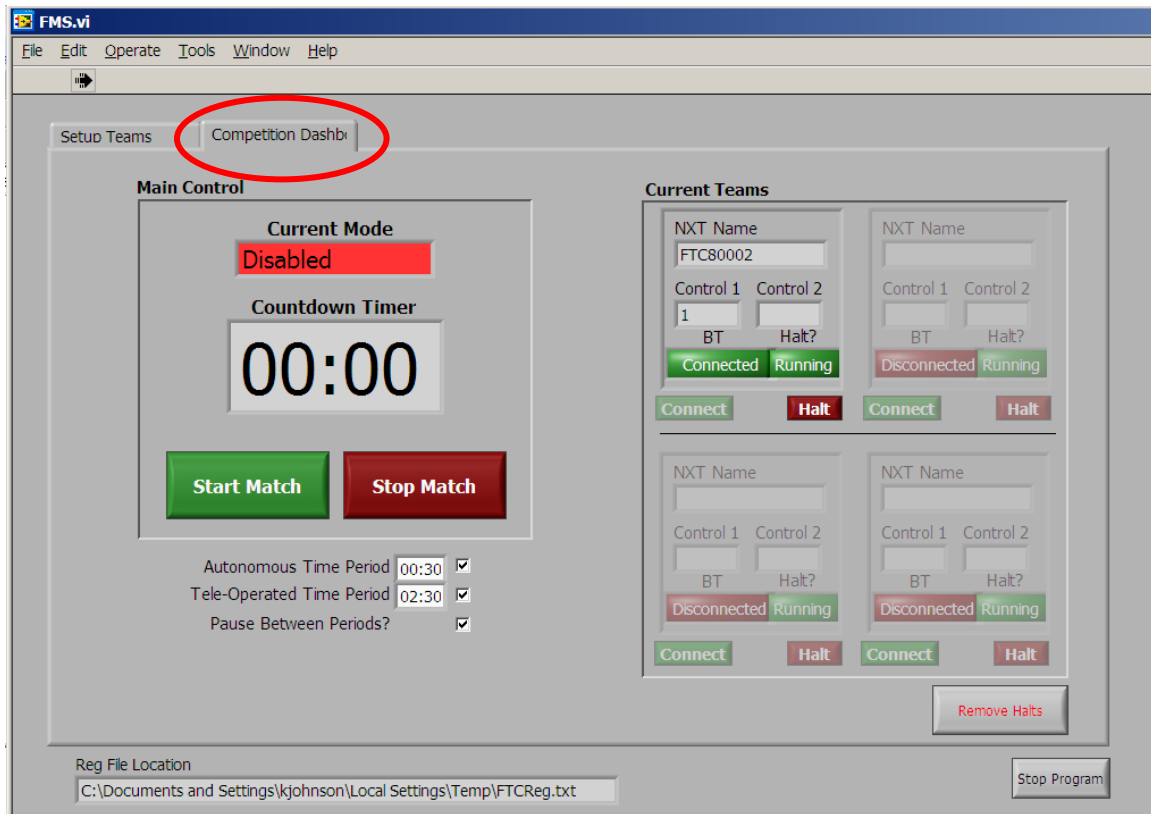 FMS.vi
File Edit Operate Tools Window Help
Setup Teams
Competition Dashb
Main Control
Current Mode
Disabled
Countdown Timer
00:00
Start Match
Stop Match
Autonomous Time Period 00:30
Tele-Operated Time Period 02:30
Pause Between Periods?
Current Teams
NXT Name
FTC80002
Control 1 Control 2
1
BT Halt?
Connected Running
Connect Halt
NXT Name
Control 1 Control 2
BT Halt?
Disconnected Running
Connect Halt
NXT Name
Control 1 Control 2
BT Halt?
Disconnected Running
Connect Halt
NXT Name
Control 1 Control 2
BT Halt?
Disconnected Running
Connect Halt
Remove Halts
Reg File Location
C:\Documents and Settings\kjohnson\Local Settings\Temp\FTCReg.txt
Stop Program